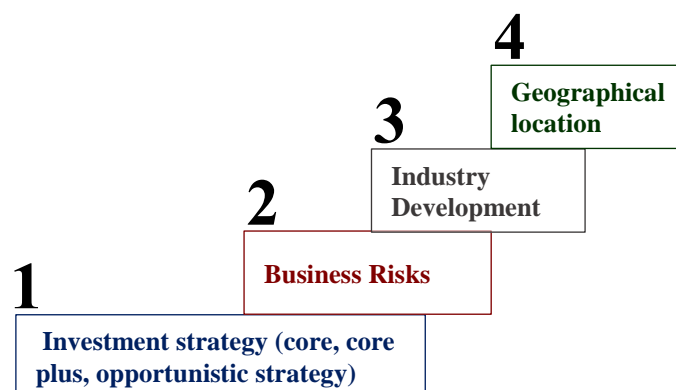 4
Geographical
location
3
Industry
Development
2
Business Risks
1
Investment strategy (core, core
plus, opportunistic strategy)